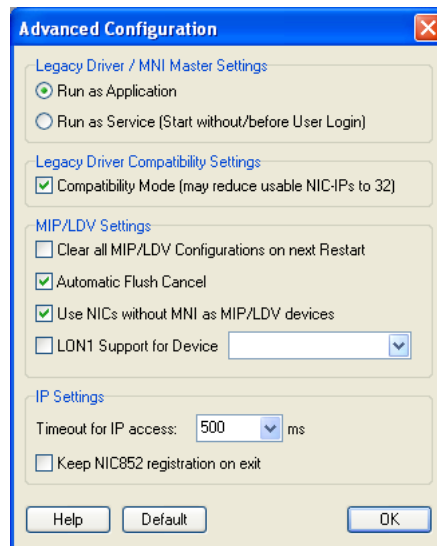 Advanced Configuration
Legacy Driver / MNI Master Settings
Run as Application
Run as Service (Start without/before User Login)
Legacy Driver Compatibility Settings
Compatibility Mode (may reduce usable NIC-IPs to 32)
MIP/LDV Settings
Clear all MIP/LDV Configurations on next Restart
Automatic Flush Cancel
Use NICs without MNI as MIP/LDV devices
LON1 Support for Device
IP Settings
Timeout for IP access: 500 ms
Keep NIC852 registration on exit
Help Default OK